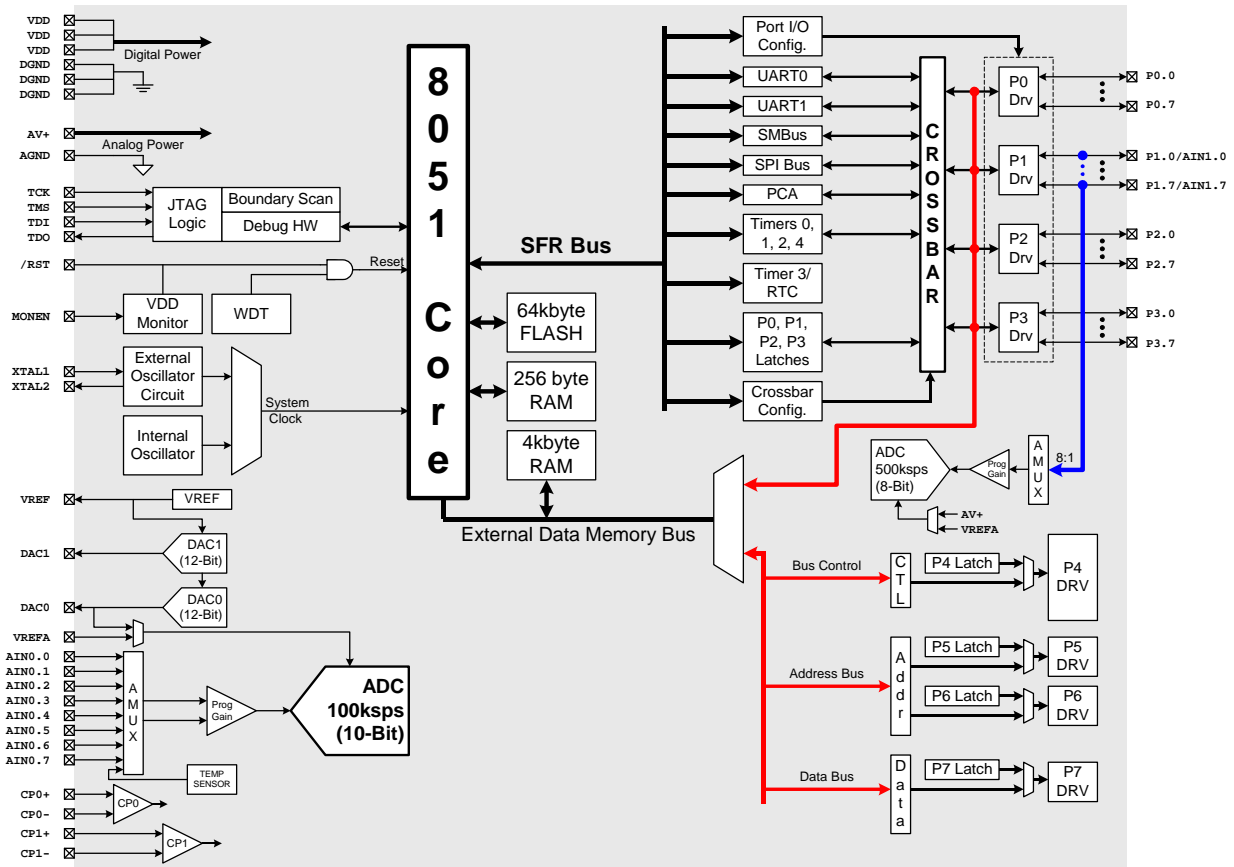 VDD
VDD
VDD
Digital Power
DGND
DGND
DGND
AV+
Analog Power
AGND
TCK
TMS
TDI
TDO
JTAG
Logic
Boundary Scan
Debug HW
/RST
Reset
MONEN
VDD
Monitor
WDT
XTAL1
XTAL2
External
Oscillator
Circuit
Internal
Oscillator
System
Clock
VREF
VREF
DAC1
DAC1
(12-Bit)
DAC0
DAC0
(12-Bit)
VREFA
AIN0.0
AIN0.1
AIN0.2
AIN0.3
AIN0.4
AIN0.5
AIN0.6
AIN0.7
AMUX
Prog
Gain
ADC
100ksps
(10-Bit)
TEMP
SENSOR
CP0+
CP0-
CP0
CP1+
CP1-
CP1
8051 Core
SFR Bus
64kbyte
FLASH
256 byte
RAM
4kbyte
RAM
External Data Memory Bus
Port I/O
Config.
UART0
UART1
SMBus
SPI Bus
PCA
Timers 0,
1, 2, 4
Timer 3/
RTC
P0, P1,
P2, P3
Latches
Crossbar
Config.
CROSSBAR
P0
Drv
P1
Drv
P2
Drv
P3
Drv
P0.0
P0.7
P1.0/AIN1.0
P1.7/AIN1.7
P2.0
P2.7
P3.0
P3.7
ADC
500ksps
(8-Bit)
Prog
Gain
AMUX
8:1
AV+
VREFA
Bus Control
CTL
P4 Latch
P4
DRV
Address Bus
Addr
P5 Latch
P5
DRV
P6 Latch
P6
DRV
Data Bus
Data
P7 Latch
P7
DRV